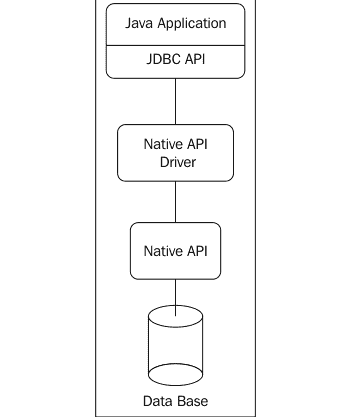 Java Application
JDBC API
Native API
Driver
Native API
Data Base